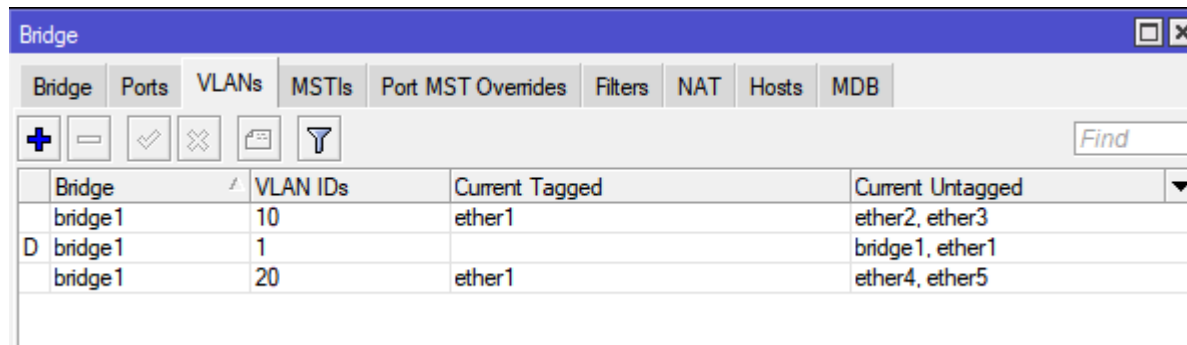 Bridge
Bridge Ports VLANs MSTIs Port MST Overrides Filters NAT Hosts MDB
Find
Bridge VLAN IDs Current Tagged Current Untagged
bridge1 10 ether1 ether2, ether3
D bridge1 1 bridge1, ether1
bridge1 20 ether1 ether4, ether5